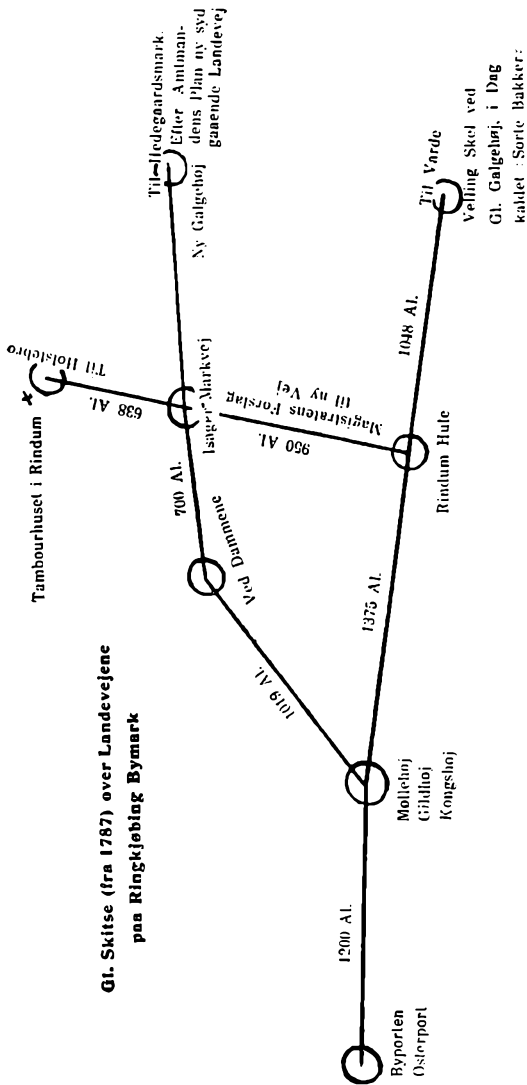 Gl. Skitse (fra 1787) over Landevejene
paa Ringkjøbing Bymark
Tambourhuset i Rindum
Til Holstebro
638 Al.
Til Hedegaardsmark.
Efter Amtman-
dens Plan ny syd
gaaende Landevej
Ny Galgehøj
Isager-Markvej
700 Al.
Ved Dammene
950 Al.
Magistratens Forslag
til ny Vej
1019 Al.
Til Varde
Velling Skel ved
Gl. Galgehøj, i Dag
kaldet: Sorte Bakker:
1048 Al.
Rindum Hule
1375 Al.
Møllehøj
Gildhøj
Kongshøj
1200 Al.
Byporten
Østerport